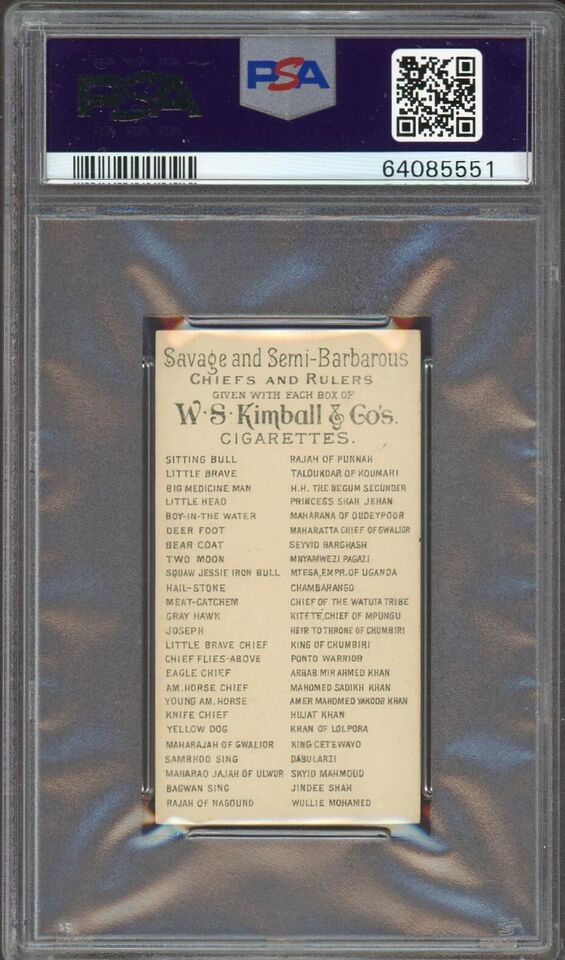 PSA
PSA
64085551
Savage and Semi-Barbarous
CHIEFS AND RULERS
GIVEN WITH EACH BOX OF
W·S·Kimball & Co's.
CIGARETTES.
SITTING BULL RAJAH OF PUNNAH
LITTLE BRAVE TALOUKDAR OF KOUMARI
BIG MEDICINE MAN H.H. THE BEGUM SECUNDER
LITTLE HEAD PRINCESS SHAH JEHAN
BOY-IN-THE WATER MAHARANA OF OUDEYPOOR
DEER FOOT MAHARATTA CHIEF OF GWALIOR
BEAR COAT SEYVID BARGHASH
TWO MOON MNYAMWEZI PAGAZI
SQUAW JESSIE IRON BULL MTESA, EMPR. OF UGANDA
HAIL-STONE CHAMBARANGO
MEAT-CATCHEM CHIEF OF THE WATUTA TRIBE
GRAY HAWK KITETE, CHIEF OF MPUNGU
JOSEPH HEIR TO THRONE OF CHUMBIRI
LITTLE BRAVE CHIEF KING OF CHUMBIRI
CHIEF FLIES-ABOVE PONTO WARRIOR
EAGLE CHIEF ARBAB MIR AHMED KHAN
AM. HORSE CHIEF MAHOMED SADIKH KHAN
YOUNG AM. HORSE AMER MAHOMED YAKOOB KHAN
KNIFE CHIEF HUJAT KHAN
YELLOW DOG KHAN OF LOLPORA
MAHARAJAH OF GWALIOR KING CETEWAYO
SAMBHOO SING DABULARZI
MAHARAO JAJAH OF ULWUR SKYID MAHMOUD
BAGWAN SING JINDEE SHAH
RAJAH OF NASOUND WULLIE MOHAMED